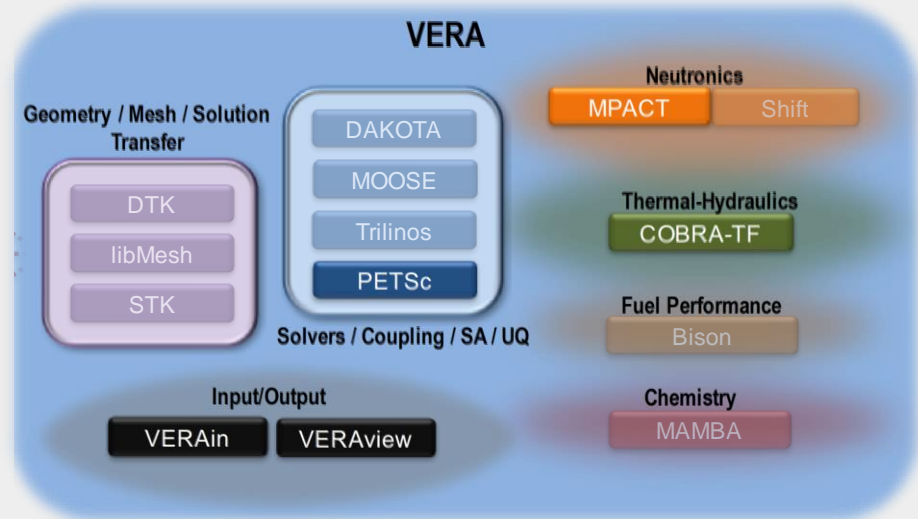 VERA
Geometry / Mesh / Solution
Transfer
DTK
libMesh
STK
DAKOTA
MOOSE
Trilinos
PETSc
Solvers / Coupling / SA / UQ
Neutronics
MPACT
Shift
Thermal-Hydraulics
COBRA-TF
Fuel Performance
Bison
Chemistry
MAMBA
Input/Output
VERAin
VERAview